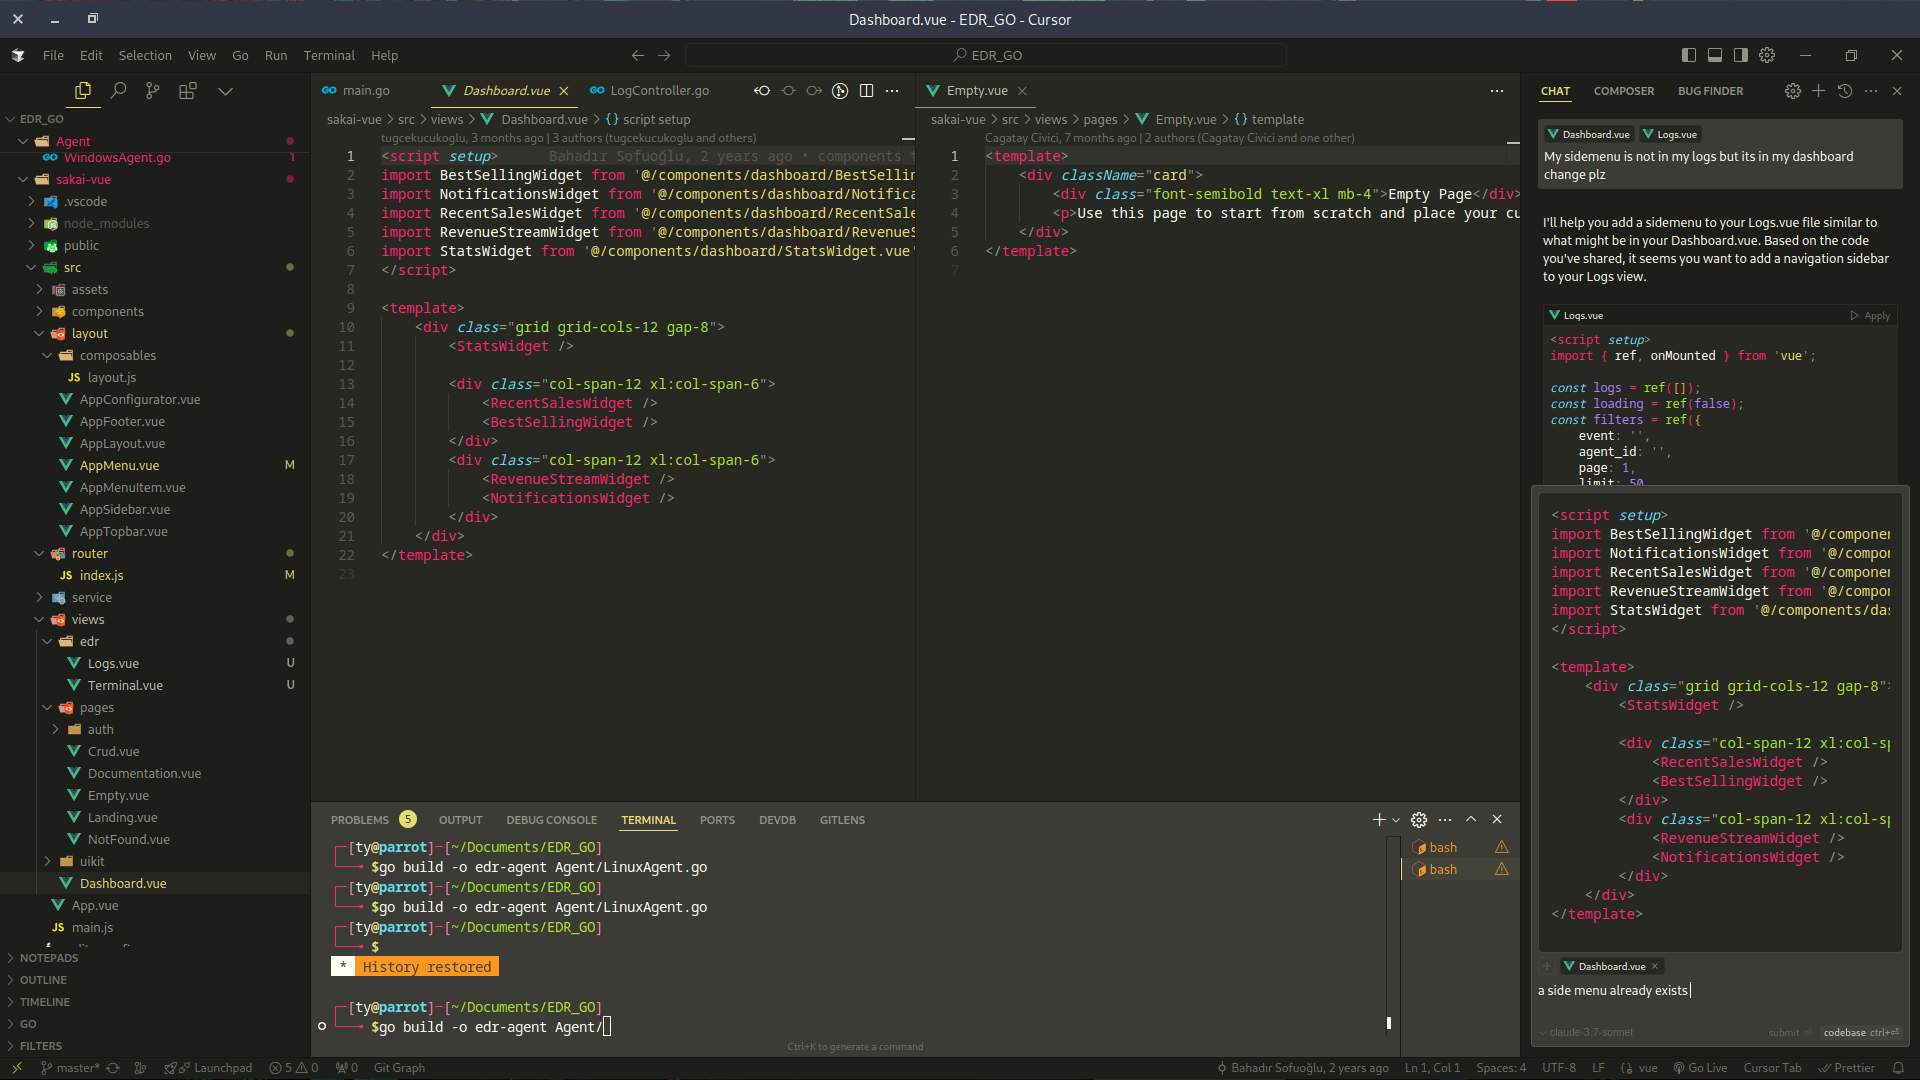 Dashboard.vue - EDR_GO - Cursor
File Edit Selection View Go Run Terminal Help
EDR_GO
EDR_GO
Agent
WindowsAgent.go 1
sakai-vue
.vscode
node_modules
public
src
assets
components
layout
composables
layout.js
AppConfigurator.vue
AppFooter.vue
AppLayout.vue
AppMenu.vue M
AppMenuItem.vue
AppSidebar.vue
AppTopbar.vue
router
index.js M
service
views
edr
Logs.vue U
Terminal.vue U
pages
auth
Crud.vue
Documentation.vue
Empty.vue
Landing.vue
NotFound.vue
uikit
Dashboard.vue
App.vue
main.js
NOTEPADS
OUTLINE
TIMELINE
GO
FILTERS
main.go Dashboard.vue LogController.go
sakai-vue > src > views > Dashboard.vue > {} script setup
tugcekucukoglu, 3 months ago | 3 authors (tugcekucukoglu and others)
1 <script setup> Bahadır Sofuoğlu, 2 years ago • components
2 import BestSellingWidget from '@/components/dashboard/BestSellin
3 import NotificationsWidget from '@/components/dashboard/Notifica
4 import RecentSalesWidget from '@/components/dashboard/RecentSale
5 import RevenueStreamWidget from '@/components/dashboard/RevenueS
6 import StatsWidget from '@/components/dashboard/StatsWidget.vue'
7 </script>
8
9 <template>
10 <div class="grid grid-cols-12 gap-8">
11 <StatsWidget />
12
13 <div class="col-span-12 xl:col-span-6">
14 <RecentSalesWidget />
15 <BestSellingWidget />
16 </div>
17 <div class="col-span-12 xl:col-span-6">
18 <RevenueStreamWidget />
19 <NotificationsWidget />
20 </div>
21 </div>
22 </template>
23
Empty.vue
sakai-vue > src > views > pages > Empty.vue > {} template
Cagatay Civici, 7 months ago | 2 authors (Cagatay Civici and one other)
1 <template>
2 <div className="card">
3 <div class="font-semibold text-xl mb-4">Empty Page</div>
4 <p>Use this page to start from scratch and place your cu
5 </div>
6 </template>
7
PROBLEMS 5 OUTPUT DEBUG CONSOLE TERMINAL PORTS DEVDB GITLENS
[ty@parrot]-[~/Documents/EDR_GO]
$go build -o edr-agent Agent/LinuxAgent.go
[ty@parrot]-[~/Documents/EDR_GO]
$go build -o edr-agent Agent/LinuxAgent.go
[ty@parrot]-[~/Documents/EDR_GO]
$
* History restored
[ty@parrot]-[~/Documents/EDR_GO]
$go build -o edr-agent Agent/
Ctrl+K to generate a command
bash
bash
CHAT COMPOSER BUG FINDER
Dashboard.vue Logs.vue
My sidemenu is not in my logs but its in my dashboard
change plz
I'll help you add a sidemenu to your Logs.vue file similar to
what might be in your Dashboard.vue. Based on the code
you've shared, it seems you want to add a navigation sidebar
to your Logs view.
Logs.vue Apply
<script setup>
import { ref, onMounted } from 'vue';
const logs = ref([]);
const loading = ref(false);
const filters = ref({
event: '',
agent_id: '',
page: 1,
limit: 50
<script setup>
import BestSellingWidget from '@/componen
import NotificationsWidget from '@/compon
import RecentSalesWidget from '@/componen
import RevenueStreamWidget from '@/compon
import StatsWidget from '@/components/das
</script>
<template>
<div class="grid grid-cols-12 gap-8">
<StatsWidget />
<div class="col-span-12 xl:col-sp
<RecentSalesWidget />
<BestSellingWidget />
</div>
<div class="col-span-12 xl:col-sp
<RevenueStreamWidget />
<NotificationsWidget />
</div>
</div>
</template>
Dashboard.vue
a side menu already exists
claude-3.7-sonnet submit codebase ctrl+⏎
master* Launchpad 5 0 0 Git Graph
Bahadır Sofuoğlu, 2 years ago Ln 1, Col 1 Spaces: 4 UTF-8 LF {} vue Go Live Cursor Tab Prettier